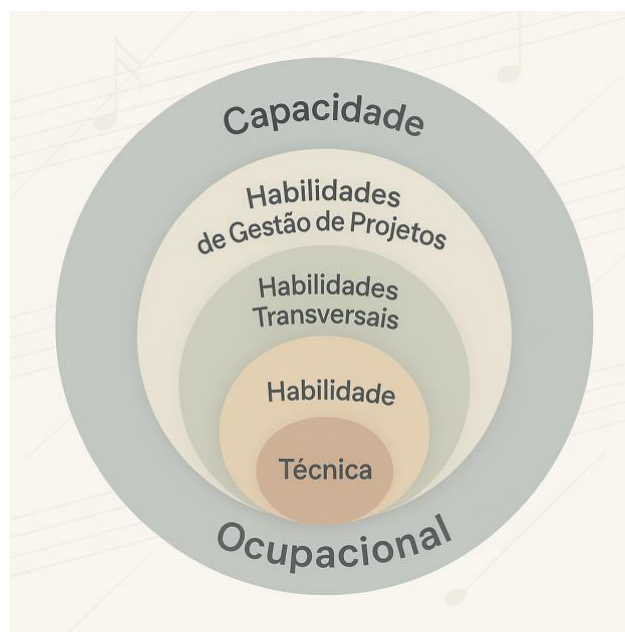 Capacidade
Habilidades
de Gestão de Projetos
Habilidades
Transversais
Habilidade
Técnica
Ocupacional